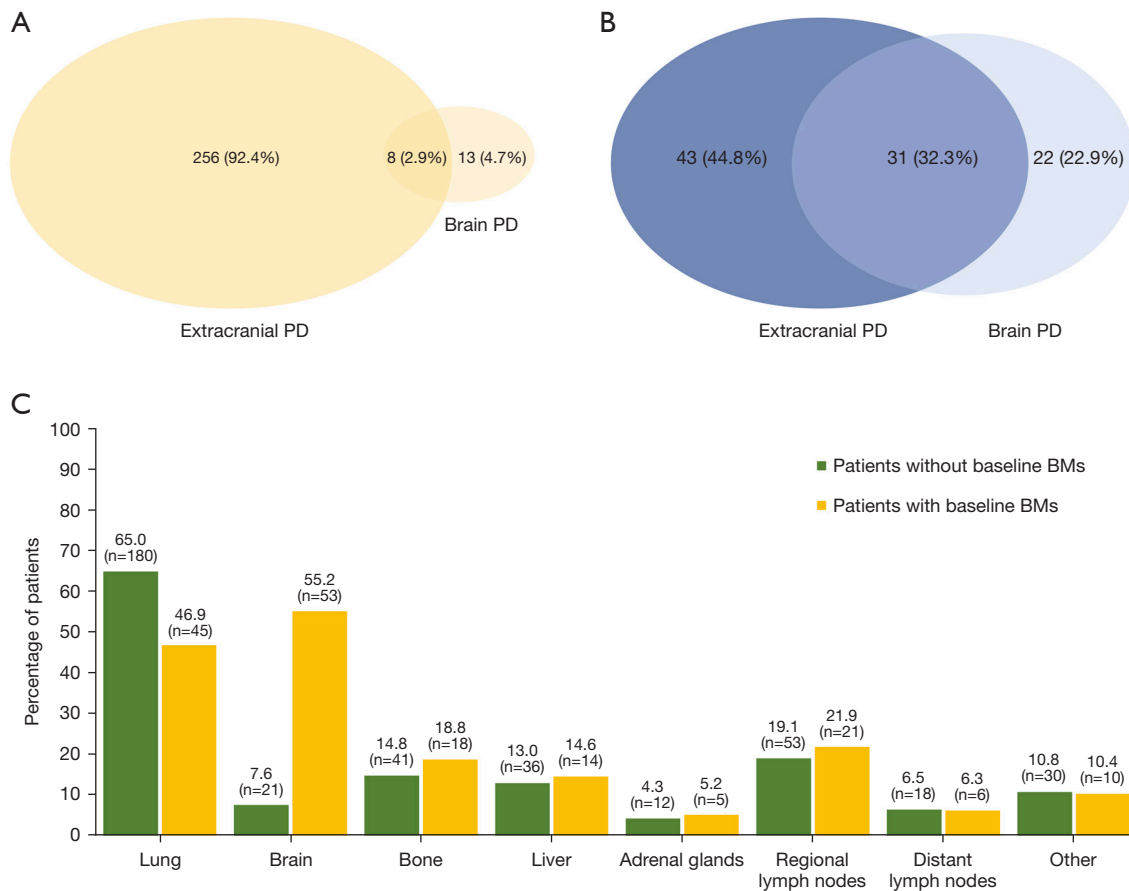 A
256 (92.4%)
8 (2.9%)
13 (4.7%)
Brain PD
Extracranial PD
B
43 (44.8%)
31 (32.3%)
22 (22.9%)
Extracranial PD
Brain PD
C
Percentage of patients
100
90
80
70
60
50
40
30
20
10
0
Patients without baseline BMs
Patients with baseline BMs
65.0
(n=180)
46.9
(n=45)
7.6
(n=21)
55.2
(n=53)
14.8
(n=41)
18.8
(n=18)
13.0
(n=36)
14.6
(n=14)
4.3
(n=12)
5.2
(n=5)
19.1
(n=53)
21.9
(n=21)
6.5
(n=18)
6.3
(n=6)
10.8
(n=30)
10.4
(n=10)
Lung
Brain
Bone
Liver
Adrenal glands
Regional
lymph nodes
Distant
lymph nodes
Other